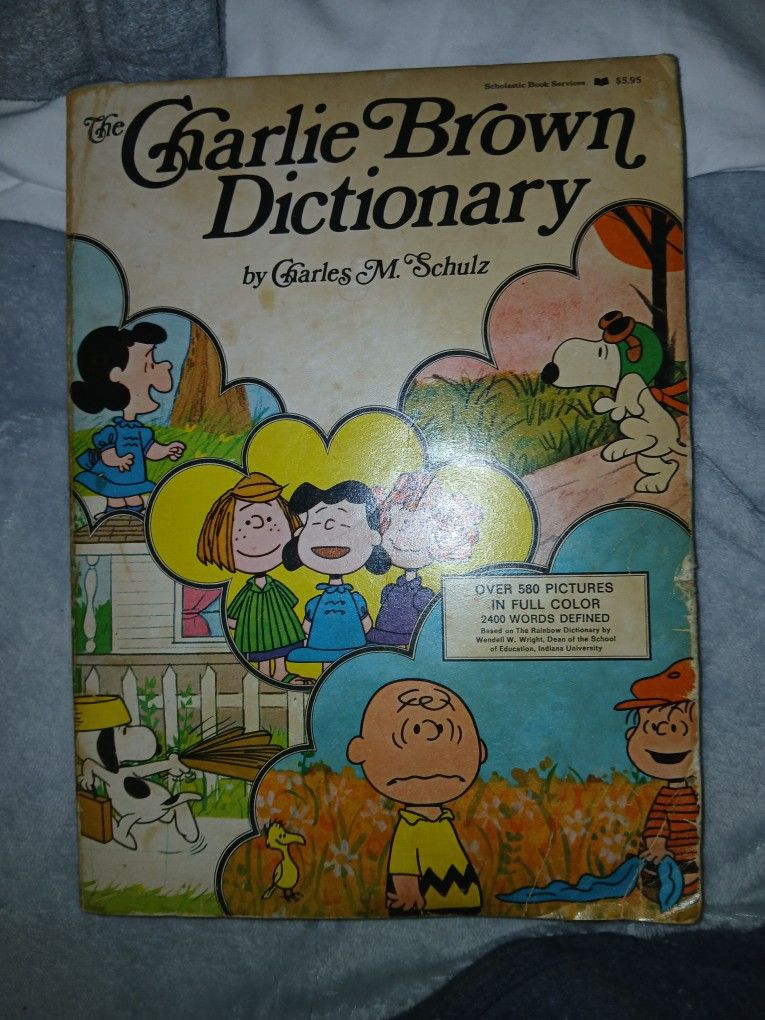 Scholastic Book Services $5.95
The Charlie Brown
Dictionary
by Charles M. Schulz
OVER 580 PICTURES
IN FULL COLOR
2400 WORDS DEFINED
Based on The Rainbow Dictionary by
Wendell W. Wright, Dean of the School
of Education, Indiana University